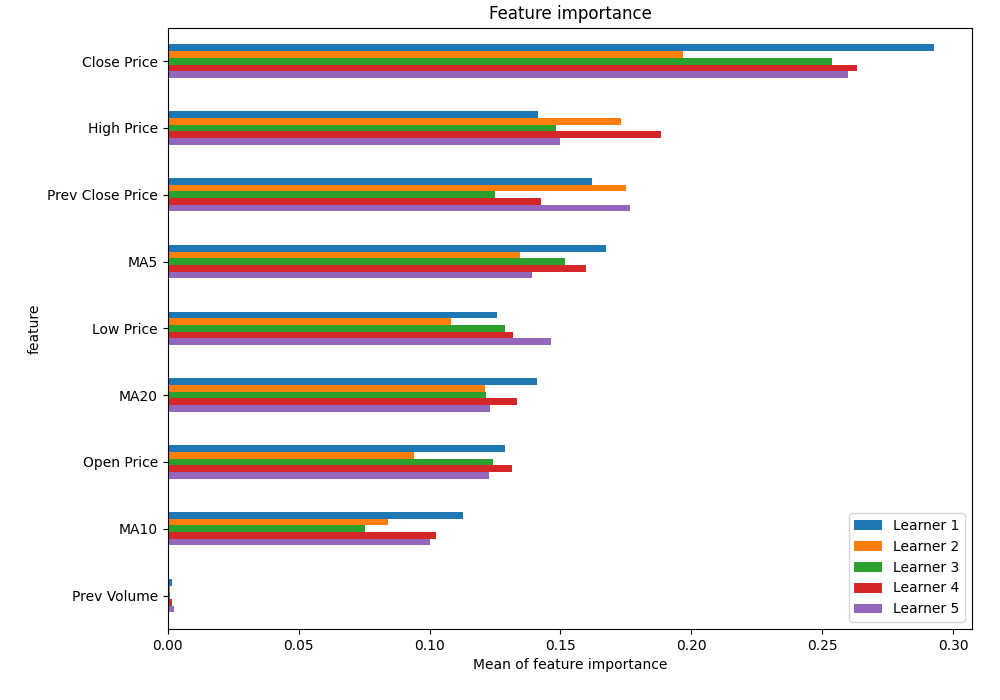 Feature importance
Close Price
High Price
Prev Close Price
MA5
Low Price
MA20
Open Price
MA10
Prev Volume
feature
Learner 1
Learner 2
Learner 3
Learner 4
Learner 5
0.00 0.05 0.10 0.15 0.20 0.25 0.30
Mean of feature importance